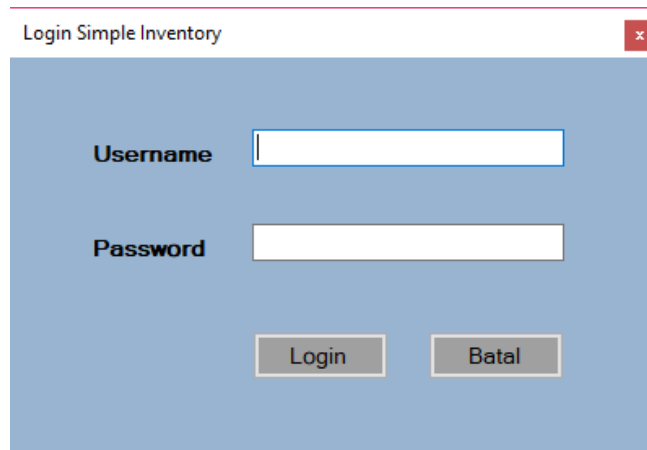 Login Simple Inventory
x
Username
Password
Login Batal